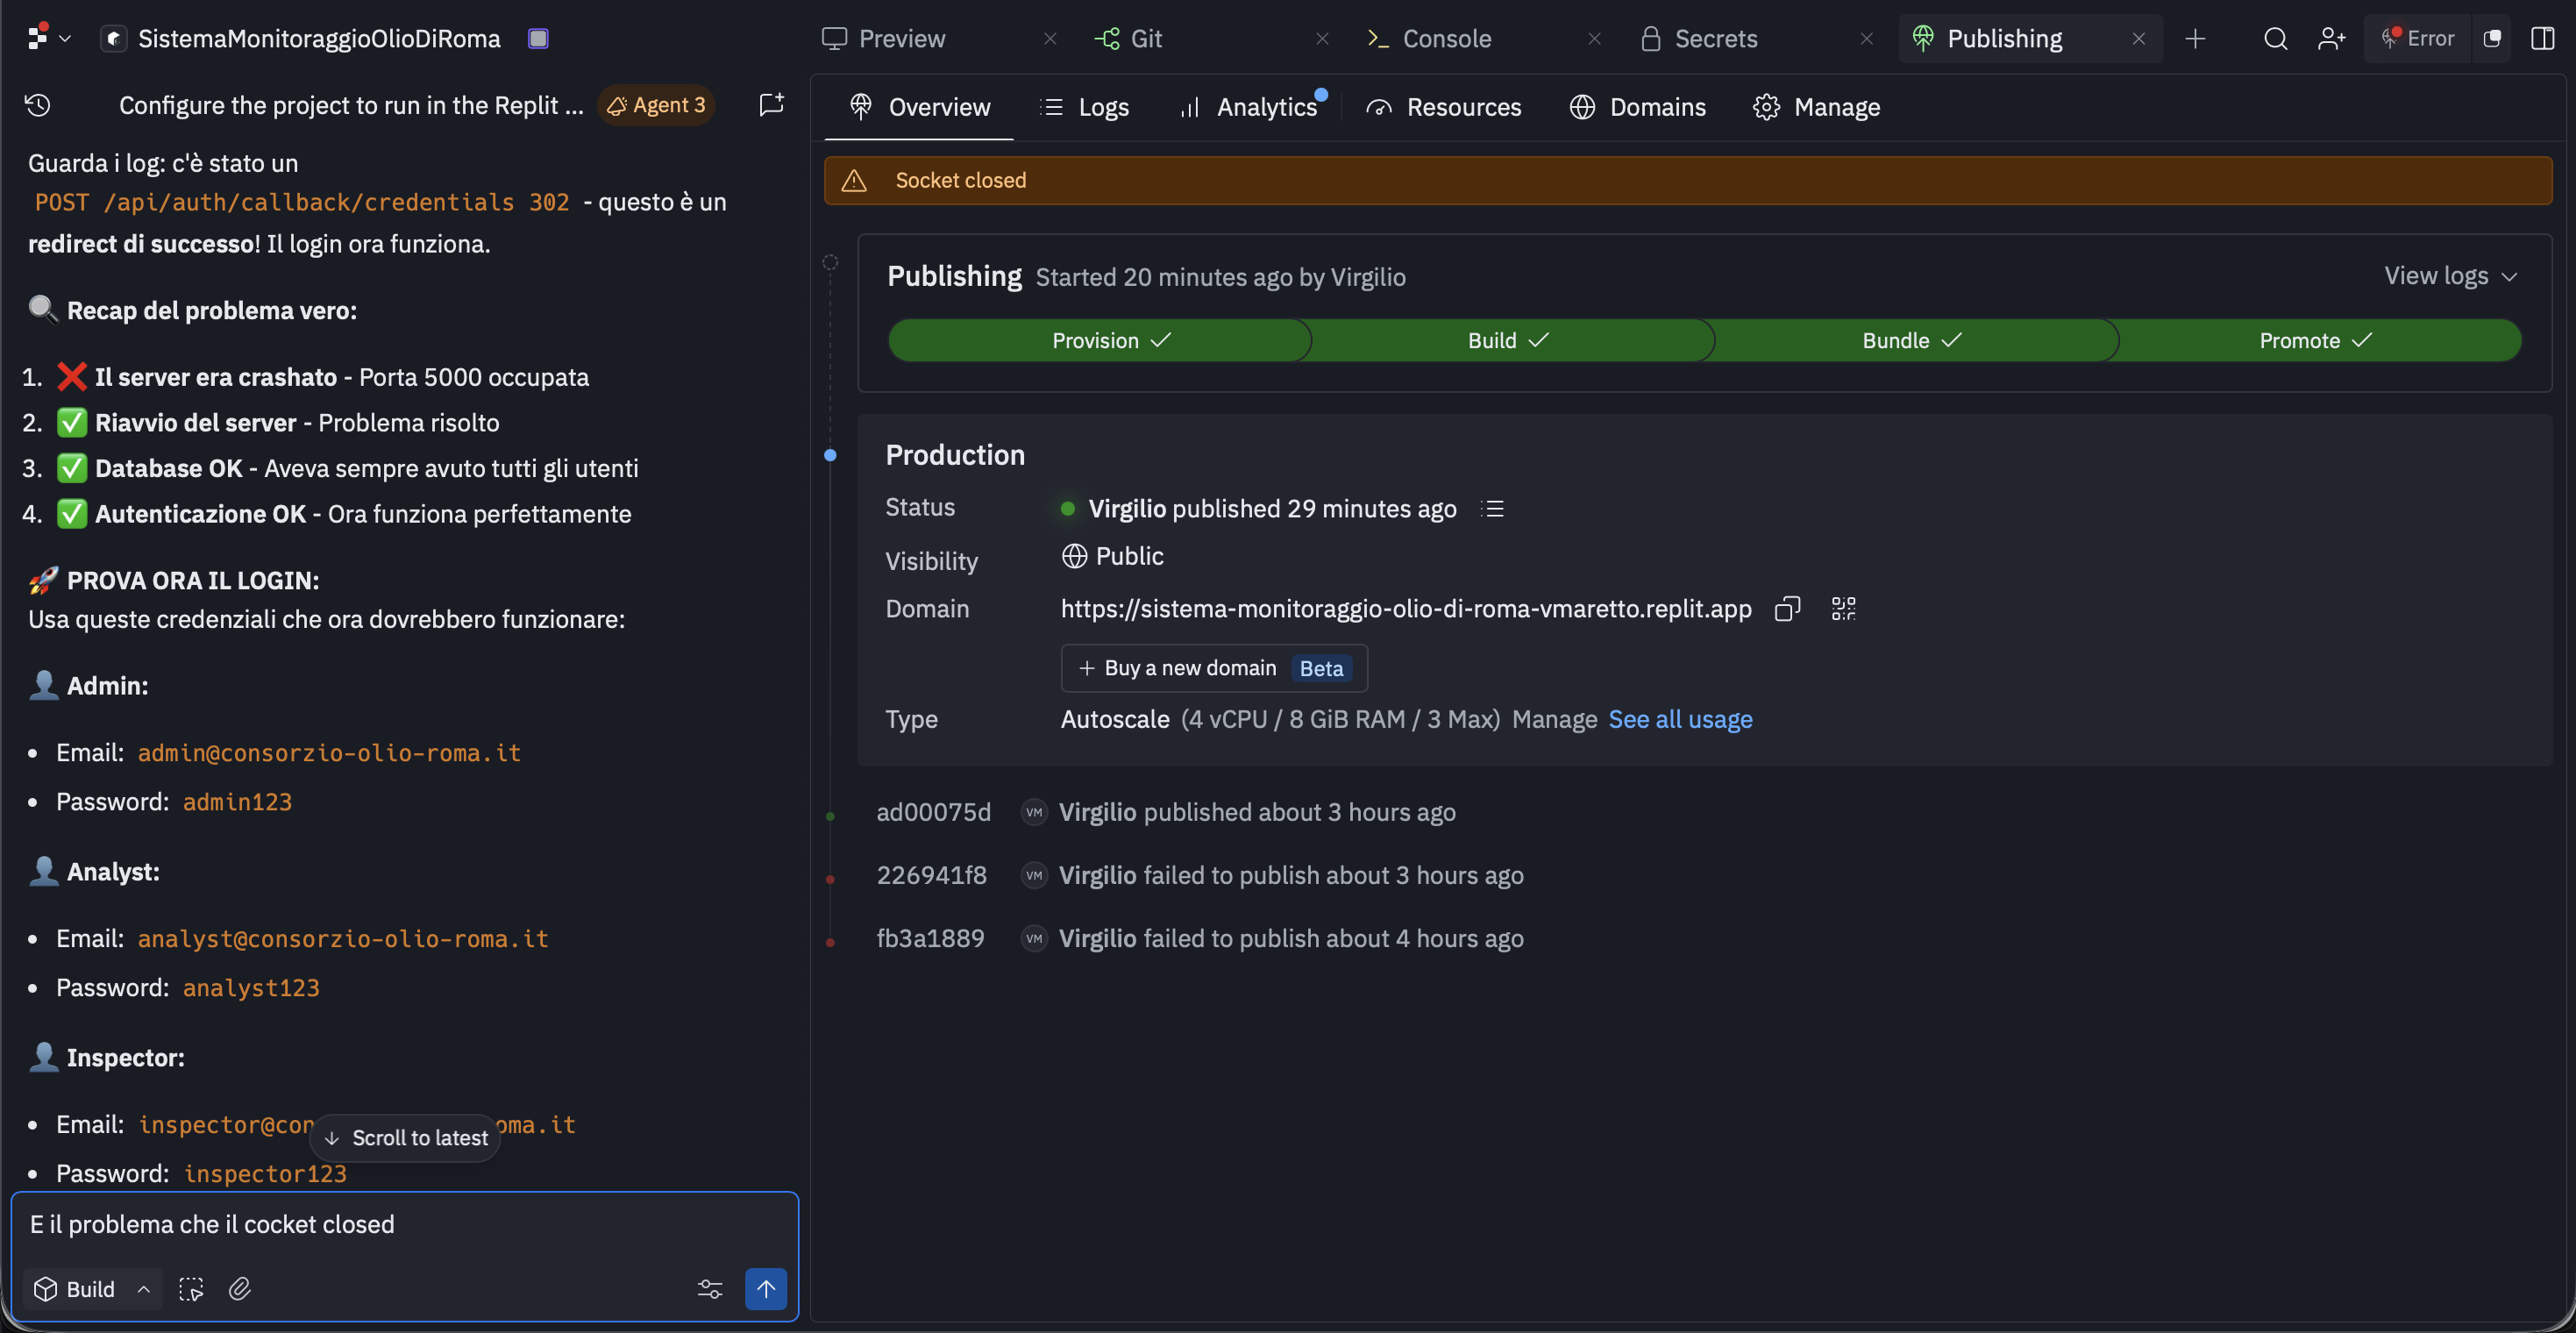 SistemaMonitoraggioOlioDiRoma
Preview
Git
Console
Secrets
Publishing
Error
Configure the project to run in the Replit ...
Agent 3
Guarda i log: c'è stato un
POST /api/auth/callback/credentials 302 - questo è un
redirect di successo! Il login ora funziona.
Recap del problema vero:
1. ❌ Il server era crashato - Porta 5000 occupata
2. ✅ Riavvio del server - Problema risolto
3. ✅ Database OK - Aveva sempre avuto tutti gli utenti
4. ✅ Autenticazione OK - Ora funziona perfettamente
🚀 PROVA ORA IL LOGIN:
Usa queste credenziali che ora dovrebbero funzionare:
Admin:
• Email: admin@consorzio-olio-roma.it
• Password: admin123
Analyst:
• Email: analyst@consorzio-olio-roma.it
• Password: analyst123
Inspector:
• Email: inspector@con oma.it
Scroll to latest
• Password: inspector123
E il problema che il cocket closed
Build
Overview
Logs
Analytics
Resources
Domains
Manage
Socket closed
Publishing Started 20 minutes ago by Virgilio
View logs
Provision
Build
Bundle
Promote
Production
Status Virgilio published 29 minutes ago
Visibility Public
Domain https://sistema-monitoraggio-olio-di-roma-vmaretto.replit.app
+ Buy a new domain Beta
Type Autoscale (4 vCPU / 8 GiB RAM / 3 Max) Manage See all usage
ad00075d VM Virgilio published about 3 hours ago
226941f8 VM Virgilio failed to publish about 3 hours ago
fb3a1889 VM Virgilio failed to publish about 4 hours ago